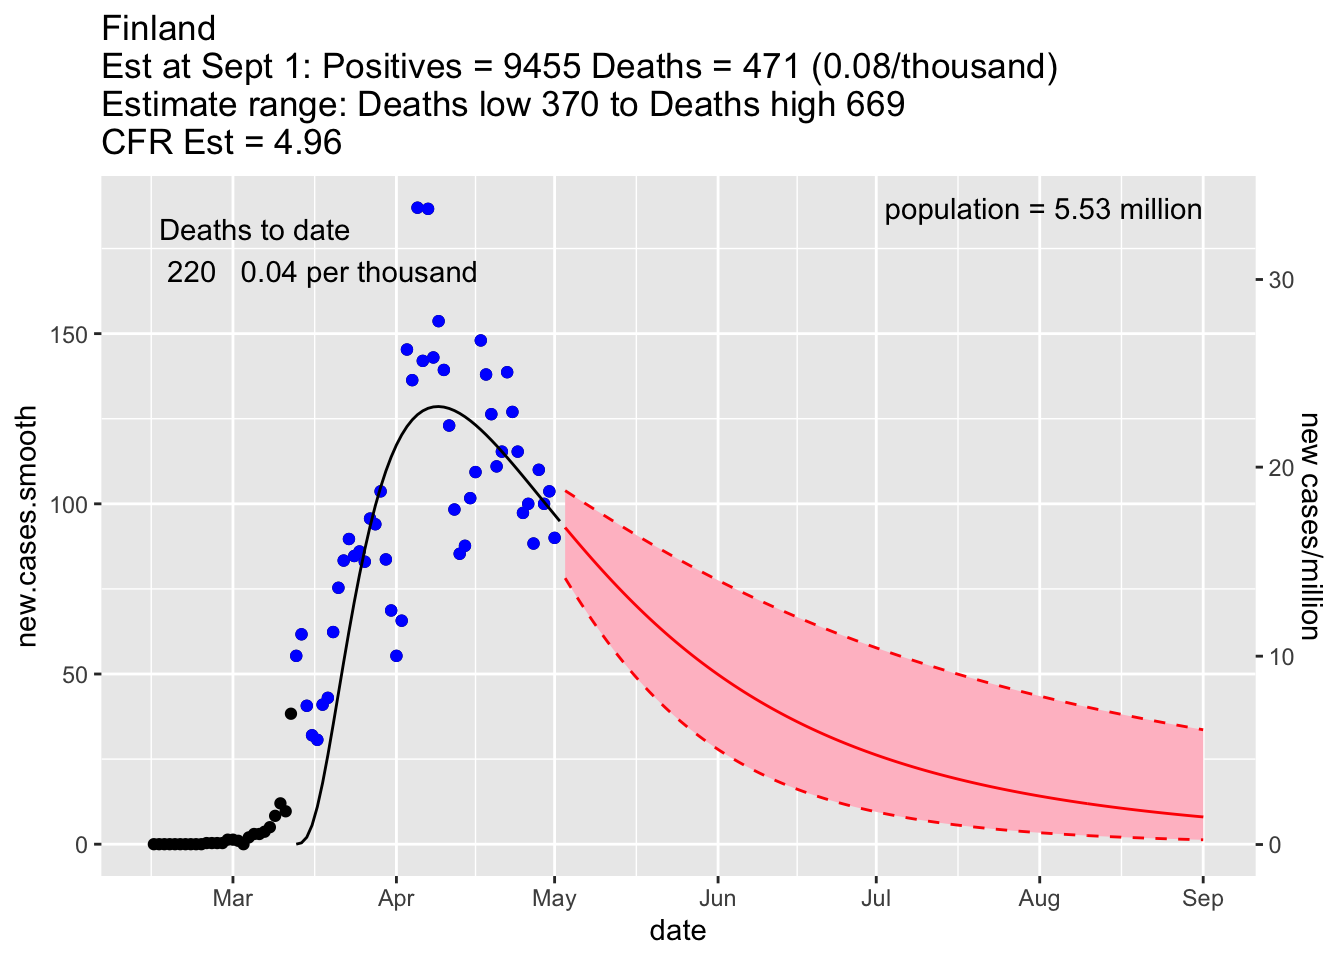 Finland
Est at Sept 1: Positives = 9455 Deaths = 471 (0.08/thousand)
Estimate range: Deaths low 370 to Deaths high 669
CFR Est = 4.96
Deaths to date
220 0.04 per thousand
population = 5.53 million
new.cases.smooth
150
100
50
0
new cases/million
30
20
10
0
Mar Apr May Jun Jul Aug Sep
date